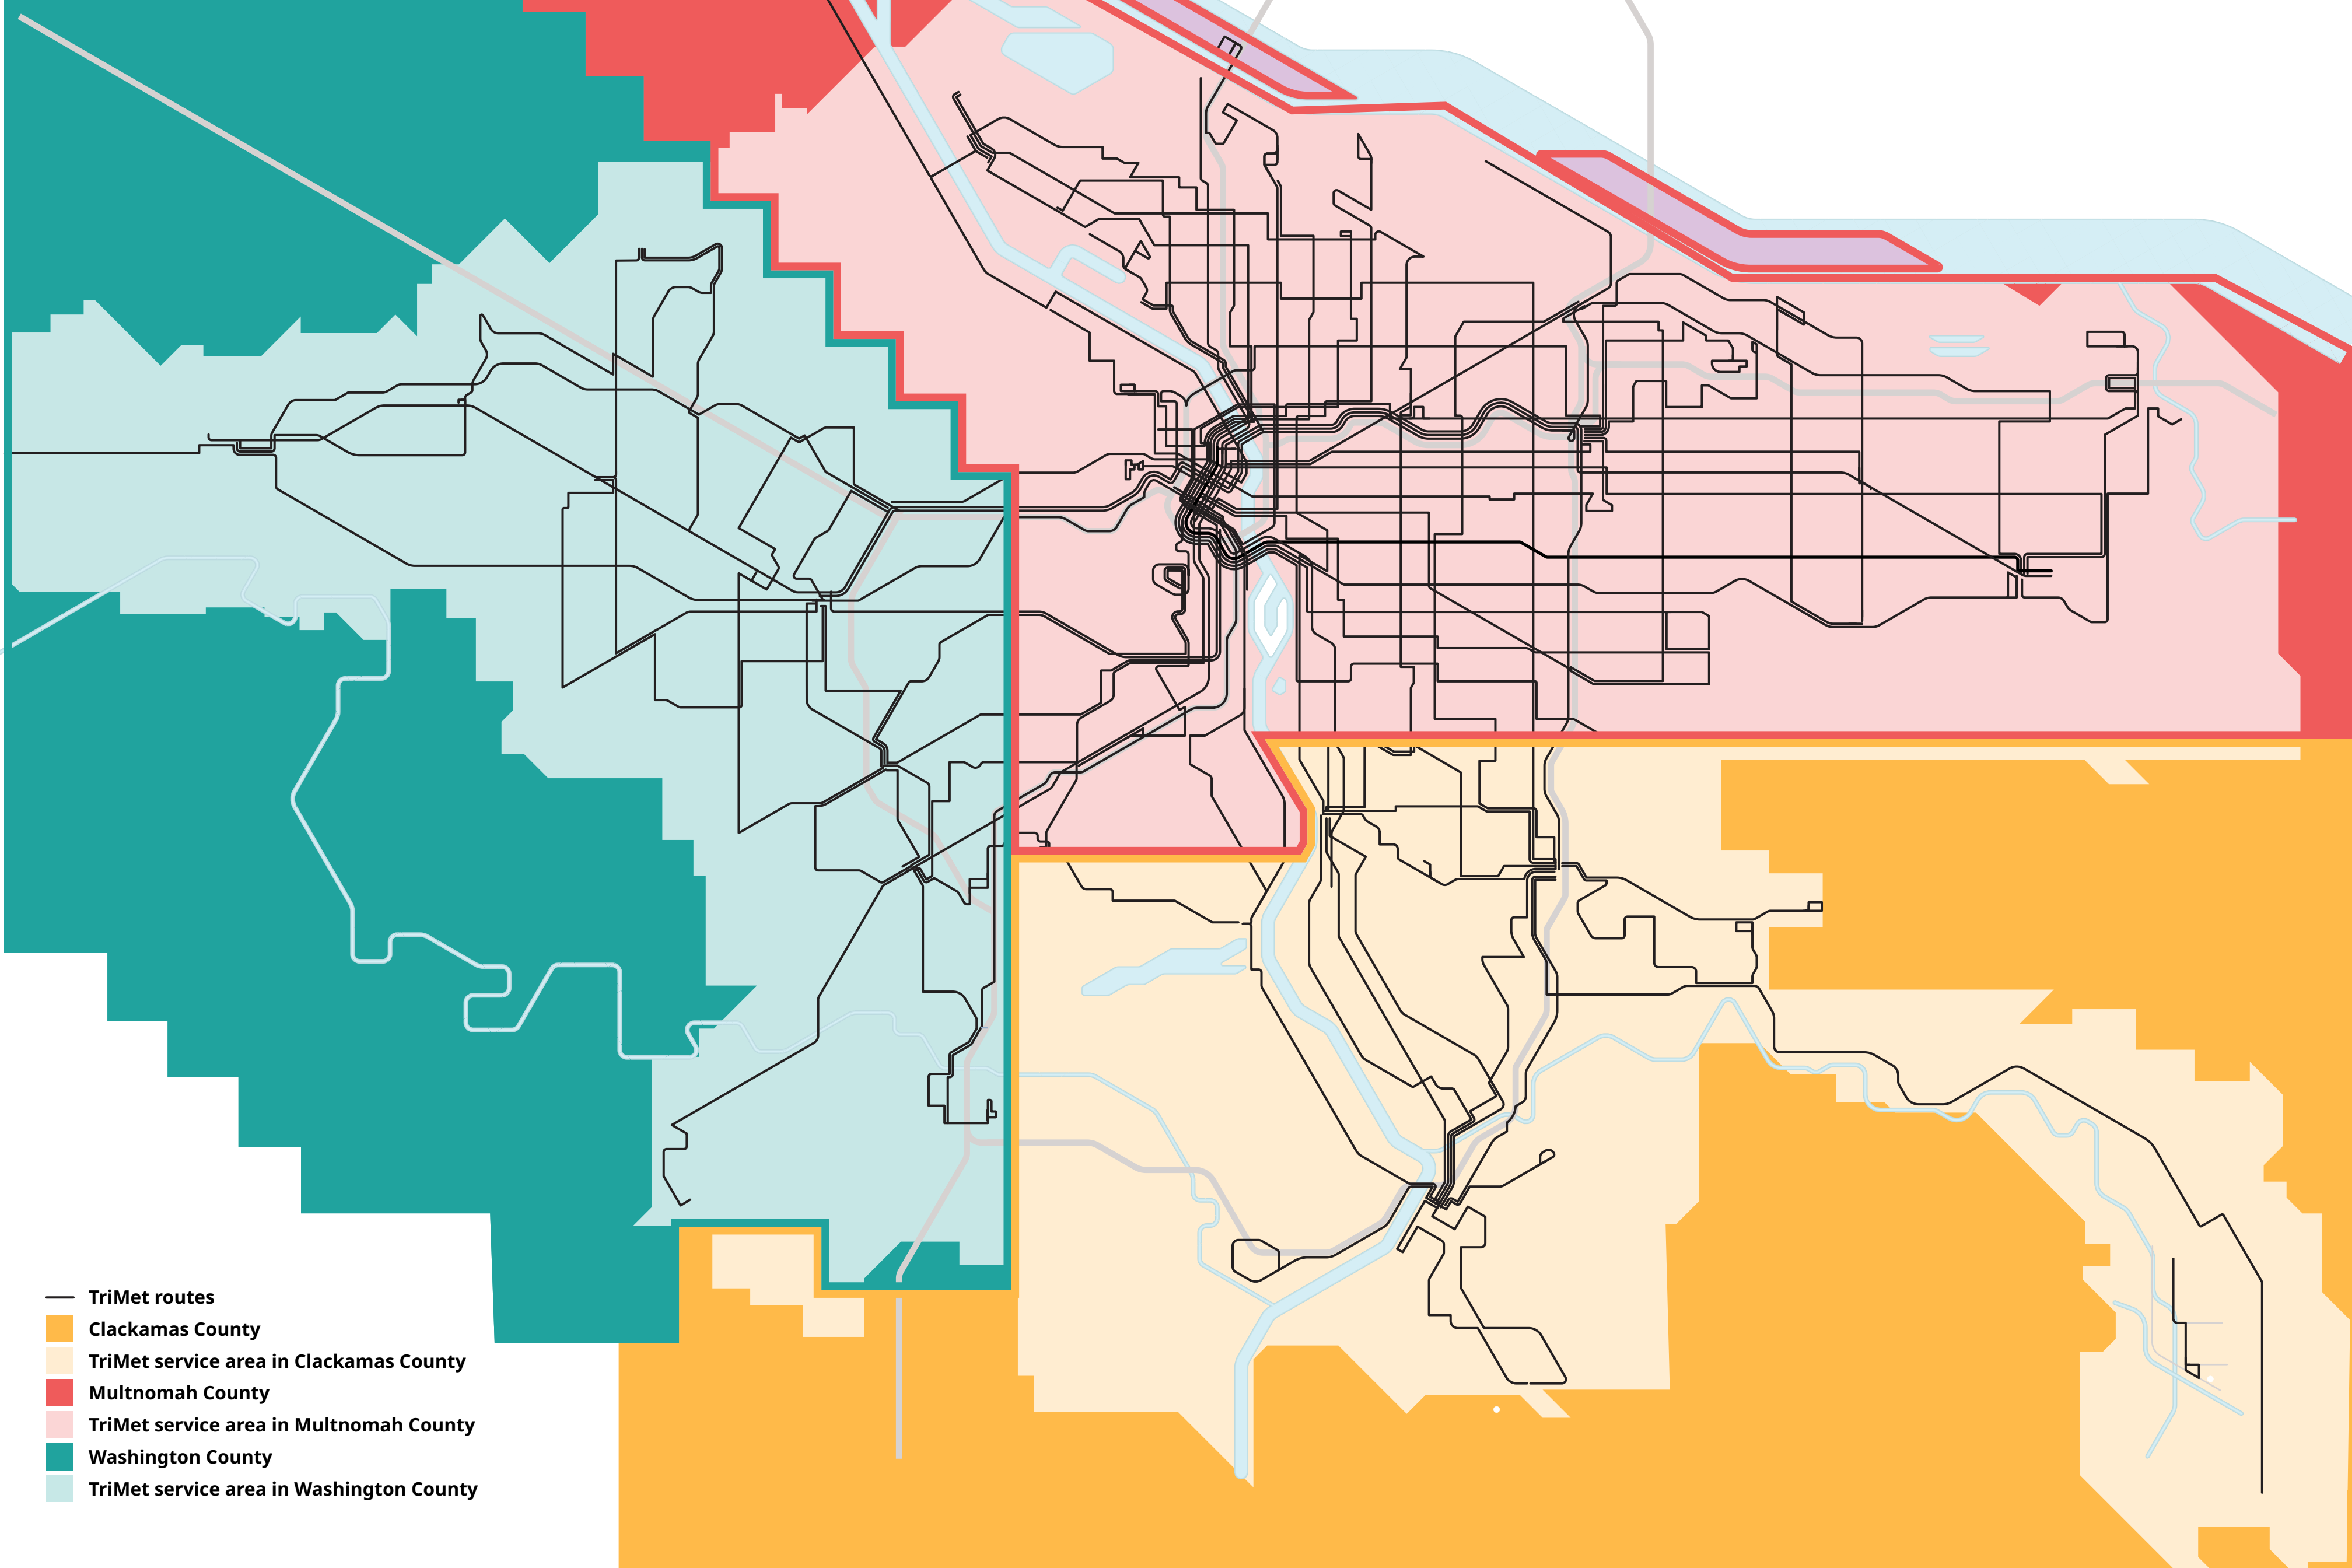 TriMet routes
Clackamas County
TriMet service area in Clackamas County
Multnomah County
TriMet service area in Multnomah County
Washington County
TriMet service area in Washington County